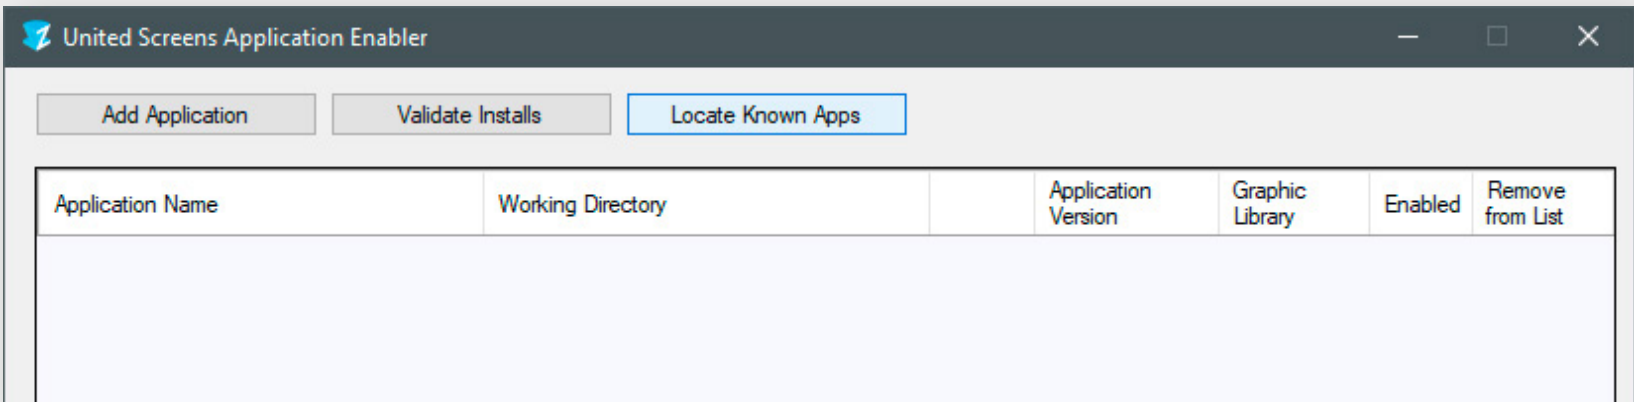 United Screens Application Enabler
Add Application
Validate Installs
Locate Known Apps
Application Name
Working Directory
Application
Version
Graphic
Library
Enabled
Remove
from List